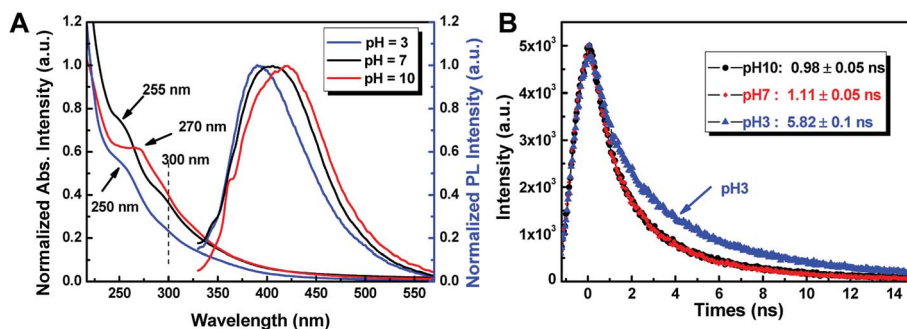 A
Normalized Abs. Intensity (a.u.)
1.2
1.0
0.8
0.6
0.4
0.2
0.0
250 300 350 400 450 500 550
Wavelength (nm)
255 nm
270 nm
300 nm
250 nm
pH = 3
pH = 7
pH = 10
1.2
1.0
0.8
0.6
0.4
0.2
0.0
Normalized PL Intensity (a.u.)
B
Intensity (a.u.)
5x10³
4x10³
3x10³
2x10³
1x10³
0
0 2 4 6 8 10 12 14
Times (ns)
pH10: 0.98 ± 0.05 ns
pH7 : 1.11 ± 0.05 ns
pH3 : 5.82 ± 0.1 ns
pH3